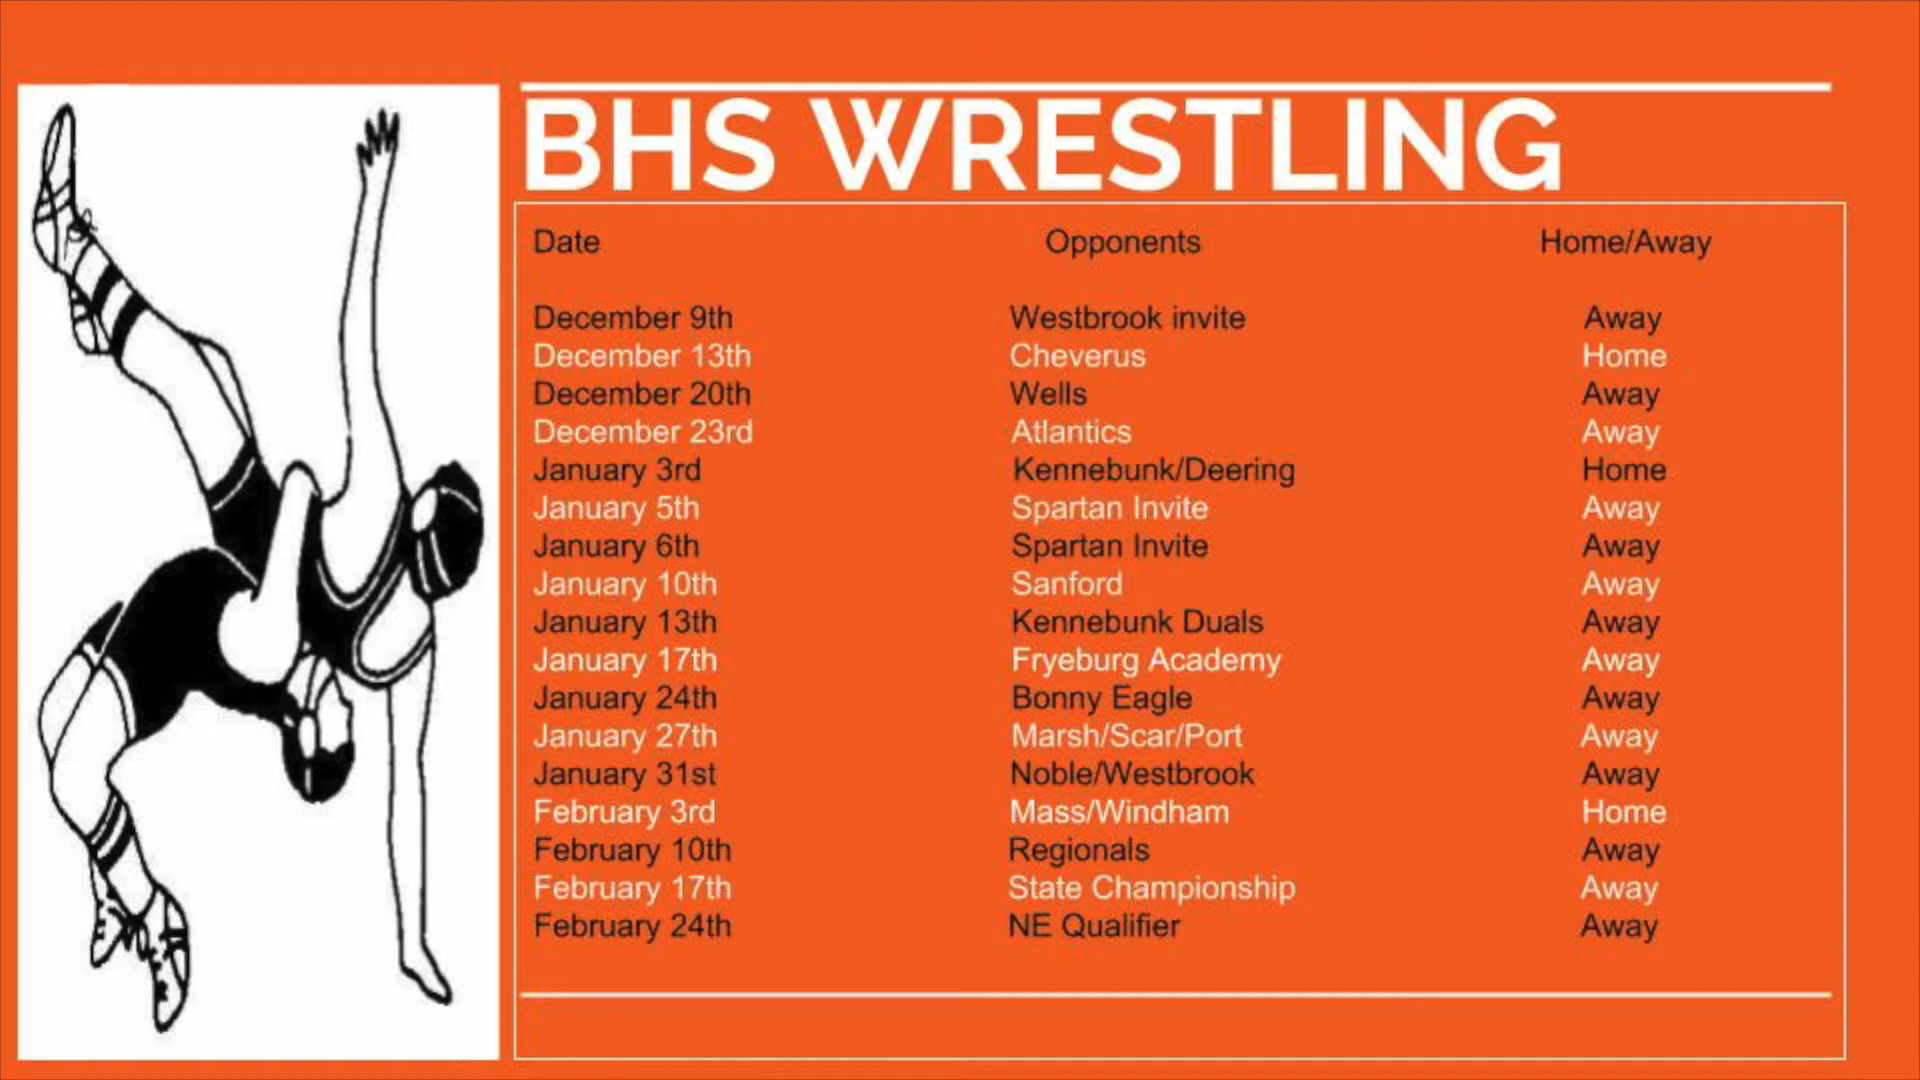 BHS WRESTLING
Date Opponents Home/Away
December 9th Westbrook invite Away
December 13th Cheverus Home
December 20th Wells Away
December 23rd Atlantics Away
January 3rd Kennebunk/Deering Home
January 5th Spartan Invite Away
January 6th Spartan Invite Away
January 10th Sanford Away
January 13th Kennebunk Duals Away
January 17th Fryeburg Academy Away
January 24th Bonny Eagle Away
January 27th Marsh/Scar/Port Away
January 31st Noble/Westbrook Away
February 3rd Mass/Windham Home
February 10th Regionals Away
February 17th State Championship Away
February 24th NE Qualifier Away